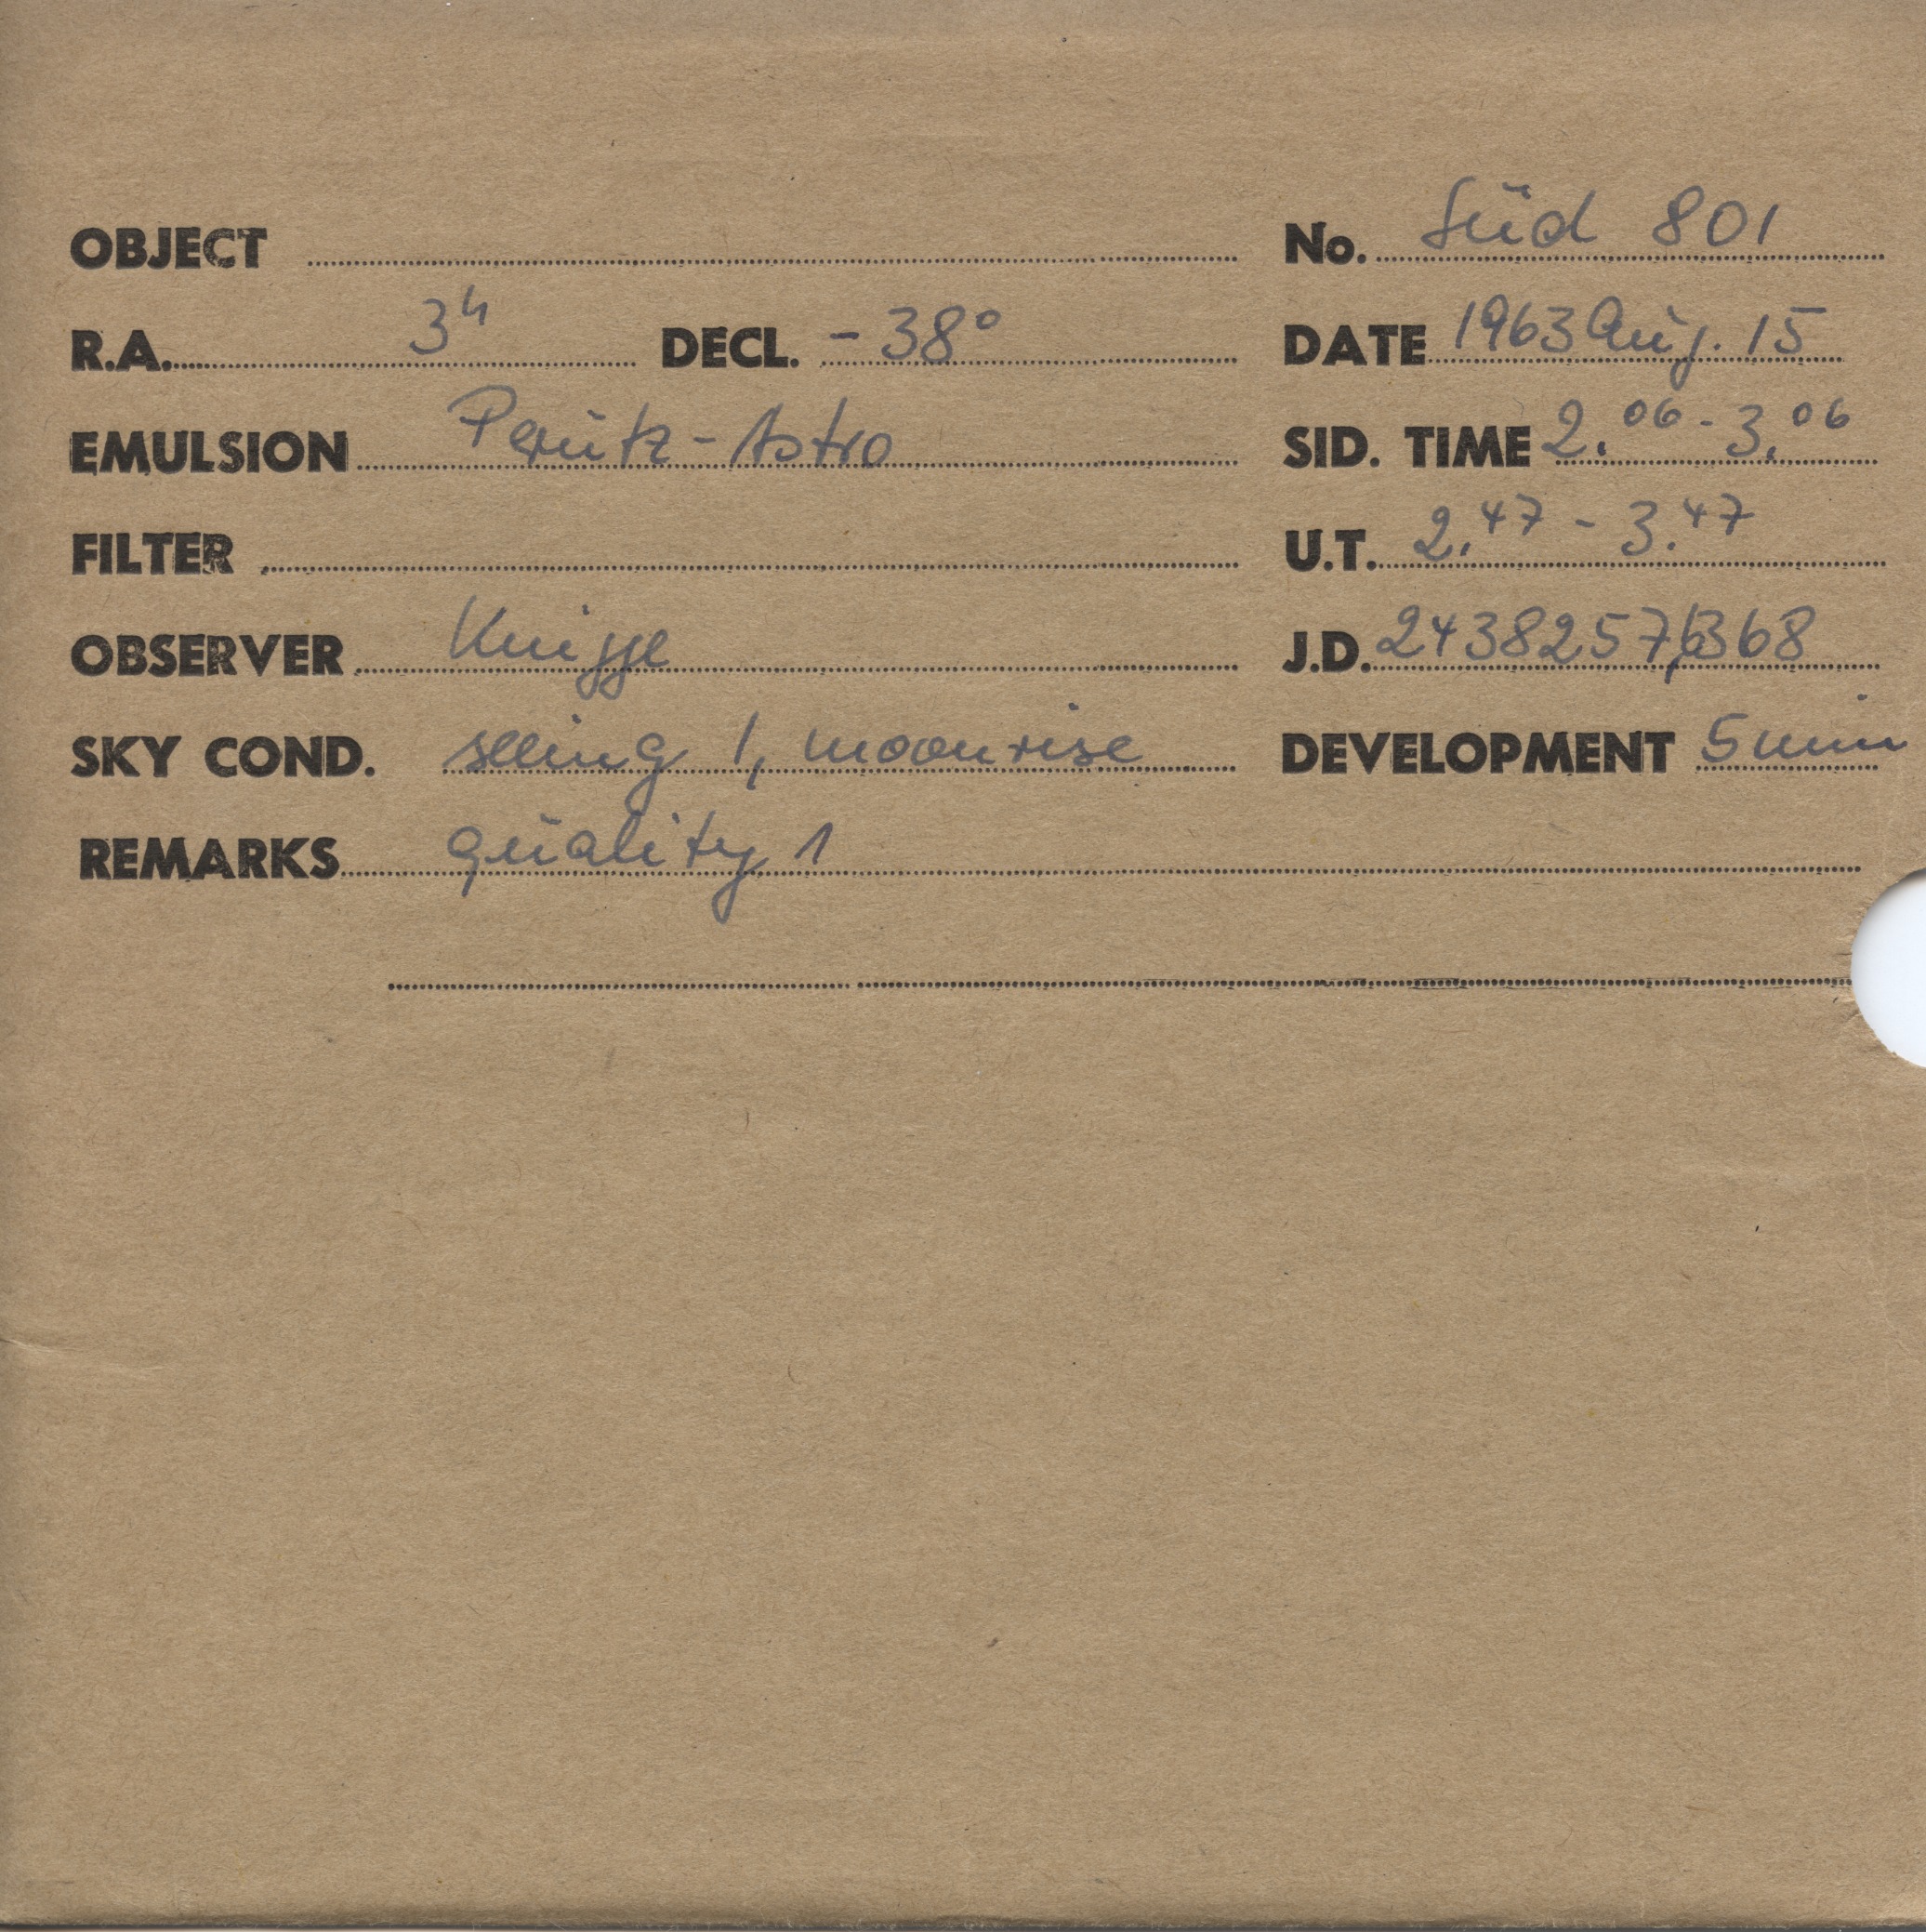 OBJECT No. Süd 801
R.A. 3h DECL. -38° DATE 1963 Aug. 15
EMULSION Perutz-Astro SID. TIME 2.06 - 3.06
FILTER U.T. 2.47 - 3.47
OBSERVER Knigge J.D. 2438257,6368
SKY COND. seeing 1, moonrise DEVELOPMENT 5 min
REMARKS quality 1